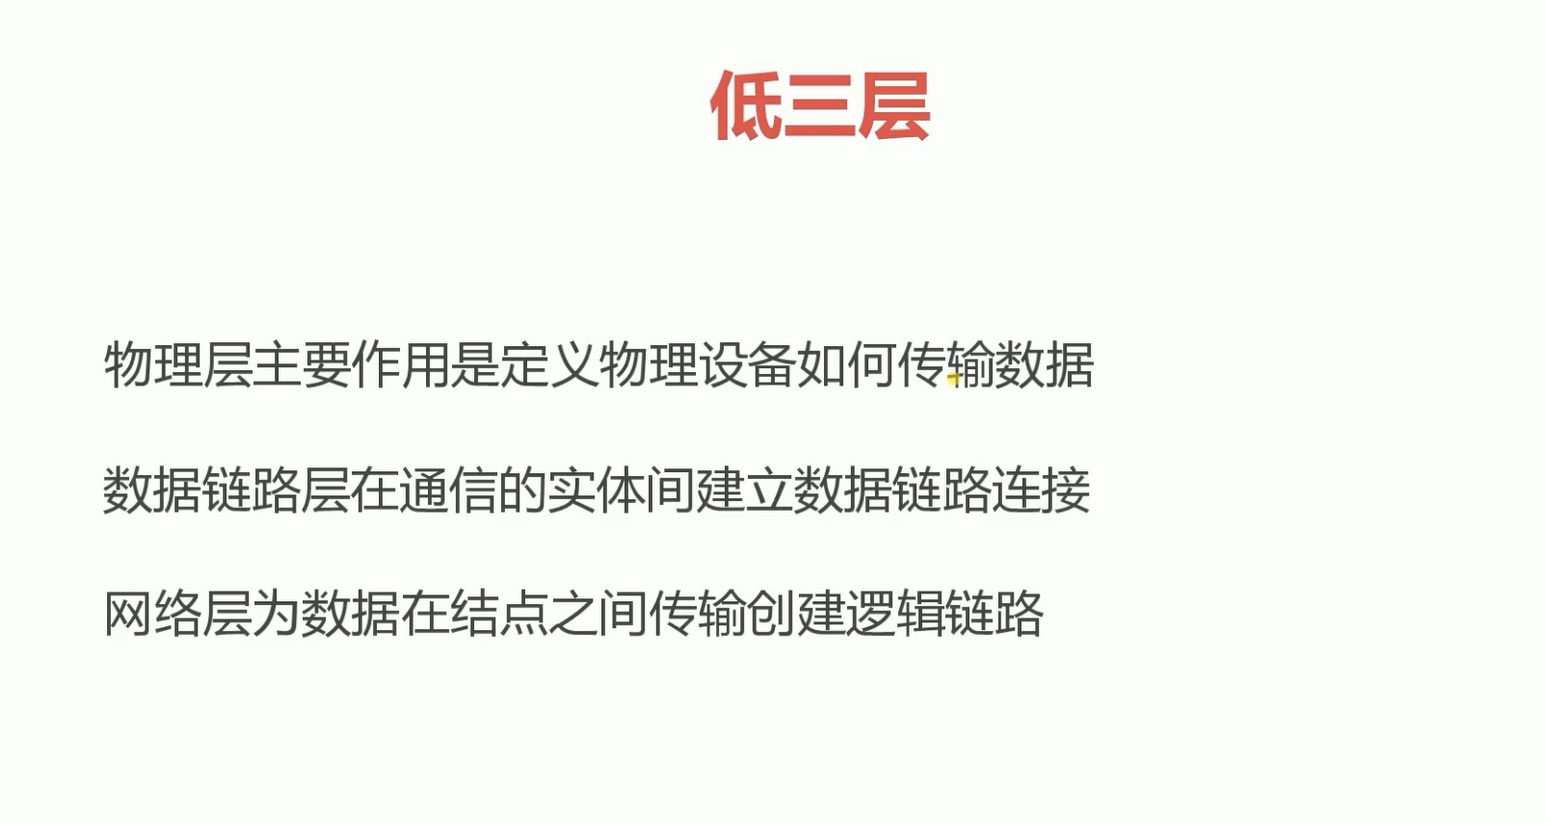 低三层
物理层主要作用是定义物理设备如何传输数据
数据链路层在通信的实体间建立数据链路连接
网络层为数据在结点之间传输创建逻辑链路